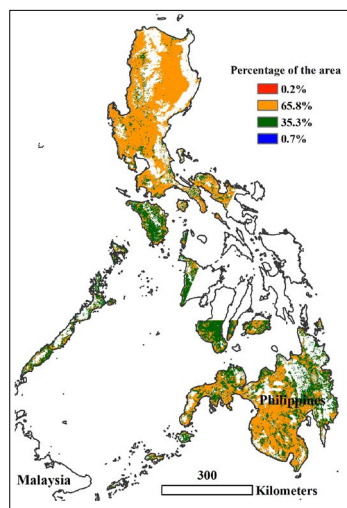 Percentage of the area
0.2%
65.8%
35.3%
0.7%
Philippines
Malaysia
300
Kilometers